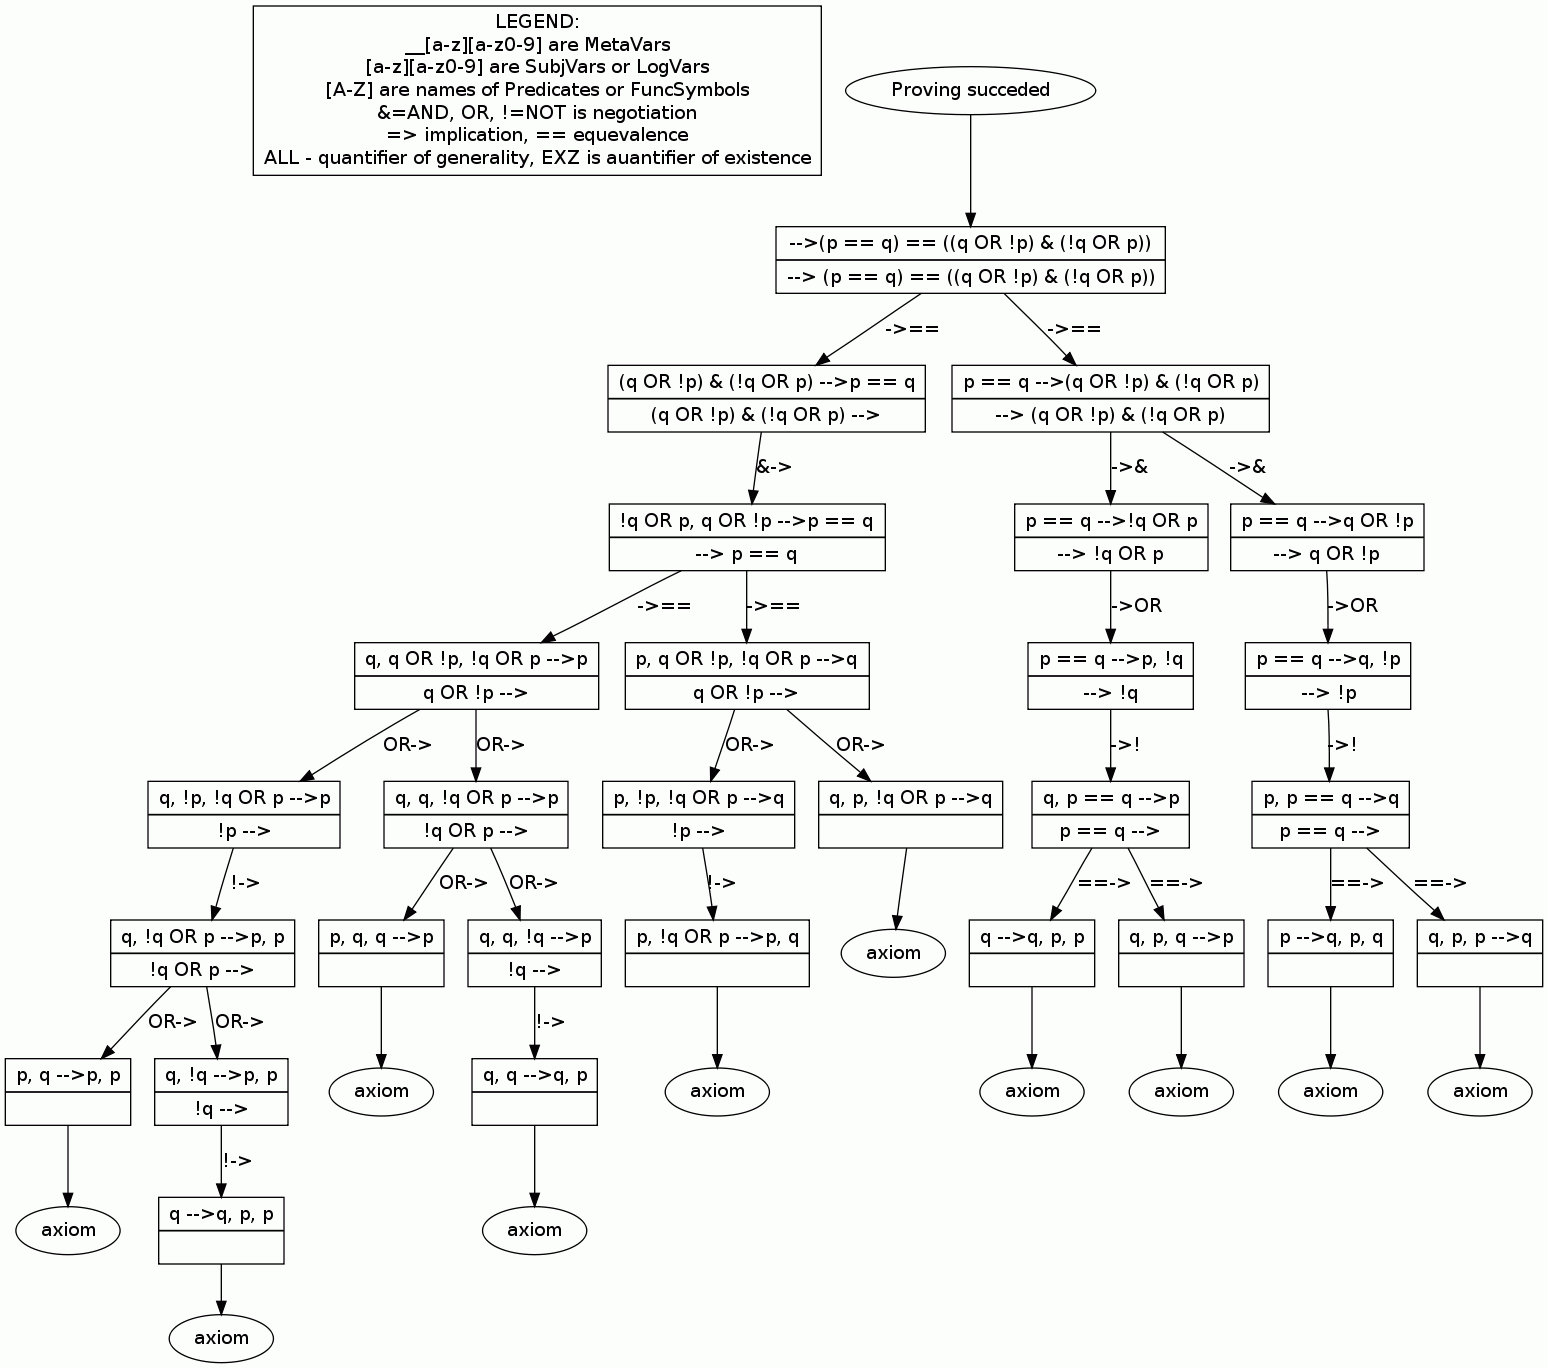 LEGEND:
__[a-z][a-z0-9] are MetaVars
[a-z][a-z0-9] are SubjVars or LogVars
[A-Z] are names of Predicates or FuncSymbols
&=AND, OR, !=NOT is negotiation
=> implication, == equevalence
ALL - quantifier of generality, EXZ is auantifier of existence
Proving succeded
-->(p == q) == ((q OR !p) & (!q OR p))
--> (p == q) == ((q OR !p) & (!q OR p))
->==
->==
(q OR !p) & (!q OR p) -->p == q
(q OR !p) & (!q OR p) -->
p == q -->(q OR !p) & (!q OR p)
--> (q OR !p) & (!q OR p)
&->
->&
->&
!q OR p, q OR !p -->p == q
--> p == q
p == q -->!q OR p
--> !q OR p
p == q -->q OR !p
--> q OR !p
->==
->==
->OR
->OR
q, q OR !p, !q OR p -->p
q OR !p -->
p, q OR !p, !q OR p -->q
q OR !p -->
p == q -->p, !q
--> !q
p == q -->q, !p
--> !p
OR->
OR->
OR->
OR->
->!
->!
q, !p, !q OR p -->p
!p -->
q, q, !q OR p -->p
!q OR p -->
p, !p, !q OR p -->q
!p -->
q, p, !q OR p -->q
q, p == q -->p
p == q -->
p, p == q -->q
p == q -->
!->
OR->
OR->
!->
==->
==->
==->
==->
q, !q OR p -->p, p
!q OR p -->
p, q, q -->p
q, q, !q -->p
!q -->
p, !q OR p -->p, q
axiom
q -->q, p, p
q, p, q -->p
p -->q, p, q
q, p, p -->q
OR->
OR->
!->
p, q -->p, p
q, !q -->p, p
!q -->
axiom
q, q -->q, p
axiom
axiom
axiom
axiom
axiom
!->
axiom
q -->q, p, p
axiom
axiom